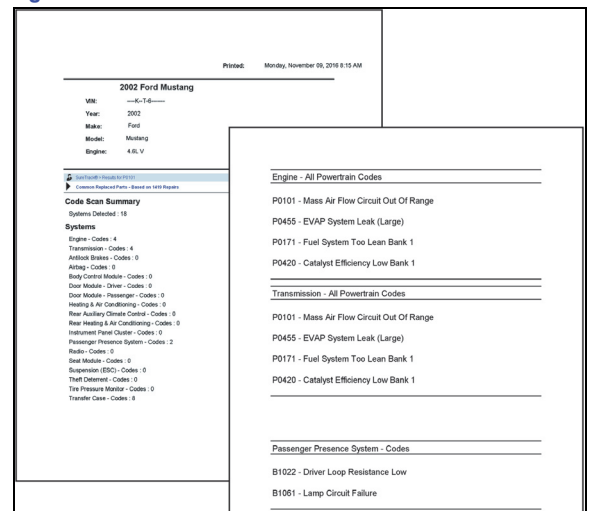 Printed: Monday, November 09, 2016 8:15 AM
2002 Ford Mustang
VIN: ----K--T-6-------
Year: 2002
Make: Ford
Model: Mustang
Engine: 4.6L V
SureTrack® - Results for P0101
Common Replaced Parts - Based on 1419 Repairs
Code Scan Summary
Systems Detected : 18
Systems
Engine - Codes : 4
Transmission - Codes : 4
Antilock Brakes - Codes : 0
Airbag - Codes : 0
Body Control Module - Codes : 0
Door Module - Driver - Codes : 0
Door Module - Passenger - Codes : 0
Heating & Air Conditioning - Codes : 0
Rear Auxiliary Climate Control - Codes : 0
Rear Heating & Air Conditioning - Codes : 0
Instrument Panel Cluster - Codes : 0
Passenger Presence System - Codes : 2
Radio - Codes : 0
Seat Module - Codes : 0
Suspension (ESC) - Codes : 0
Theft Deterrent - Codes : 0
Tire Pressure Monitor - Codes : 0
Transfer Case - Codes : 8
Engine - All Powertrain Codes
P0101 - Mass Air Flow Circuit Out Of Range
P0455 - EVAP System Leak (Large)
P0171 - Fuel System Too Lean Bank 1
P0420 - Catalyst Efficiency Low Bank 1
Transmission - All Powertrain Codes
P0101 - Mass Air Flow Circuit Out Of Range
P0455 - EVAP System Leak (Large)
P0171 - Fuel System Too Lean Bank 1
P0420 - Catalyst Efficiency Low Bank 1
Passenger Presence System - Codes
B1022 - Driver Loop Resistance Low
B1061 - Lamp Circuit Failure